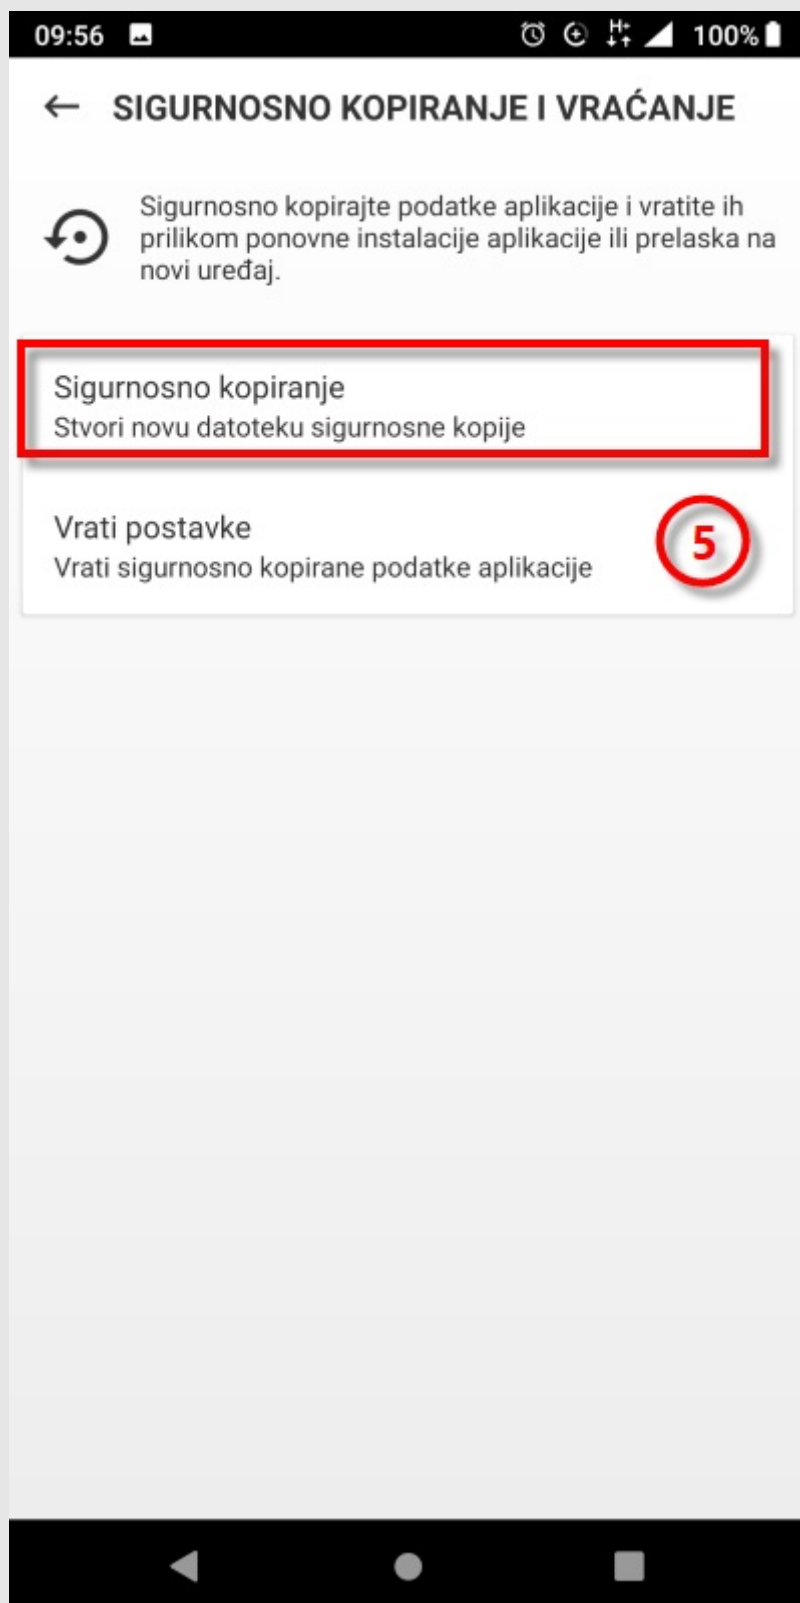 09:56 H+ 100%
SIGURNOSNO KOPIRANJE I VRAĆANJE
Sigurnosno kopirajte podatke aplikacije i vratite ih
prilikom ponovne instalacije aplikacije ili prelaska na
novi uređaj.
Sigurnosno kopiranje
Stvori novu datoteku sigurnosne kopije
Vrati postavke
Vrati sigurnosno kopirane podatke aplikacije
5